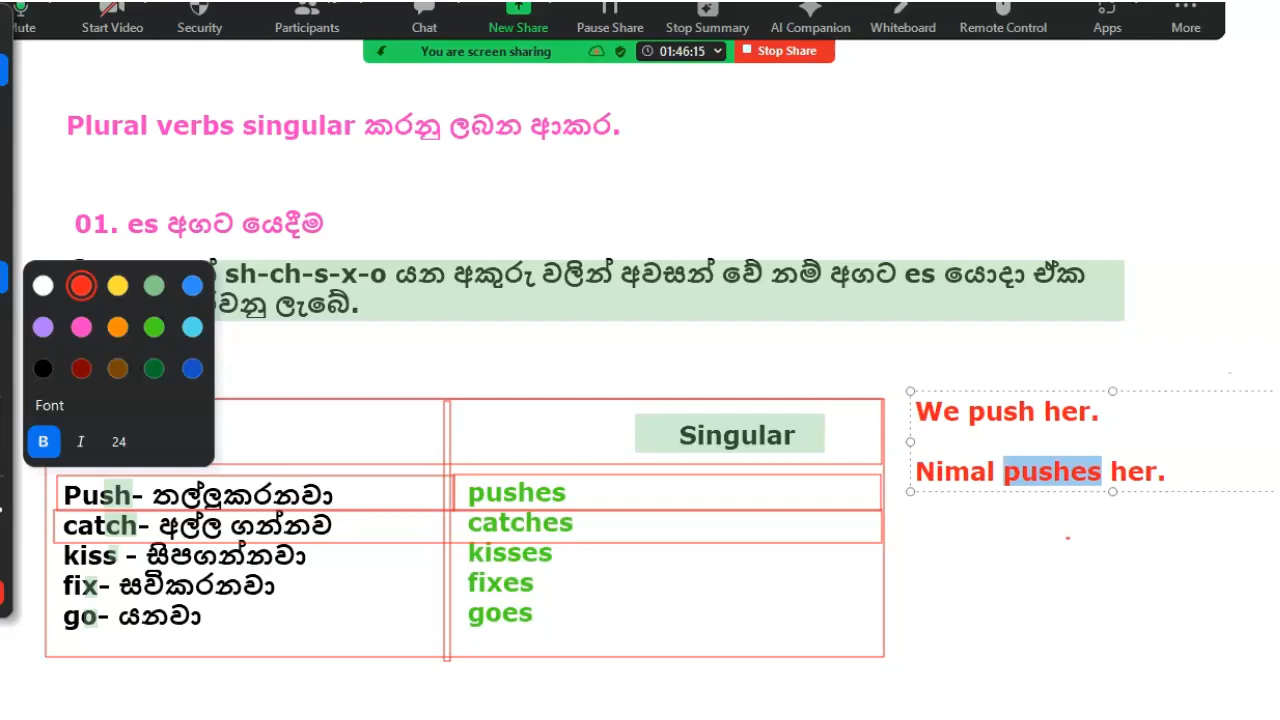 Start Video Security Participants Chat New Share Pause Share Stop Summary AI Companion Whiteboard Remote Control Apps More
You are screen sharing 01:46:15 Stop Share
Plural verbs singular කරනු ලබන ආකර.
01. es අගට යෙදීම
sh-ch-s-x-o යන අකුරු වලින් අවසන් වේ නම් අගට es යොදා ඒක
ලැබේ.
Font
B I 24
Singular
Push- තල්ලුකරනවා pushes
catch- අල්ල ගන්නව catches
kiss - සිපගන්නවා kisses
fix- සවිකරනවා fixes
go- යනවා goes
We push her.
Nimal pushes her.